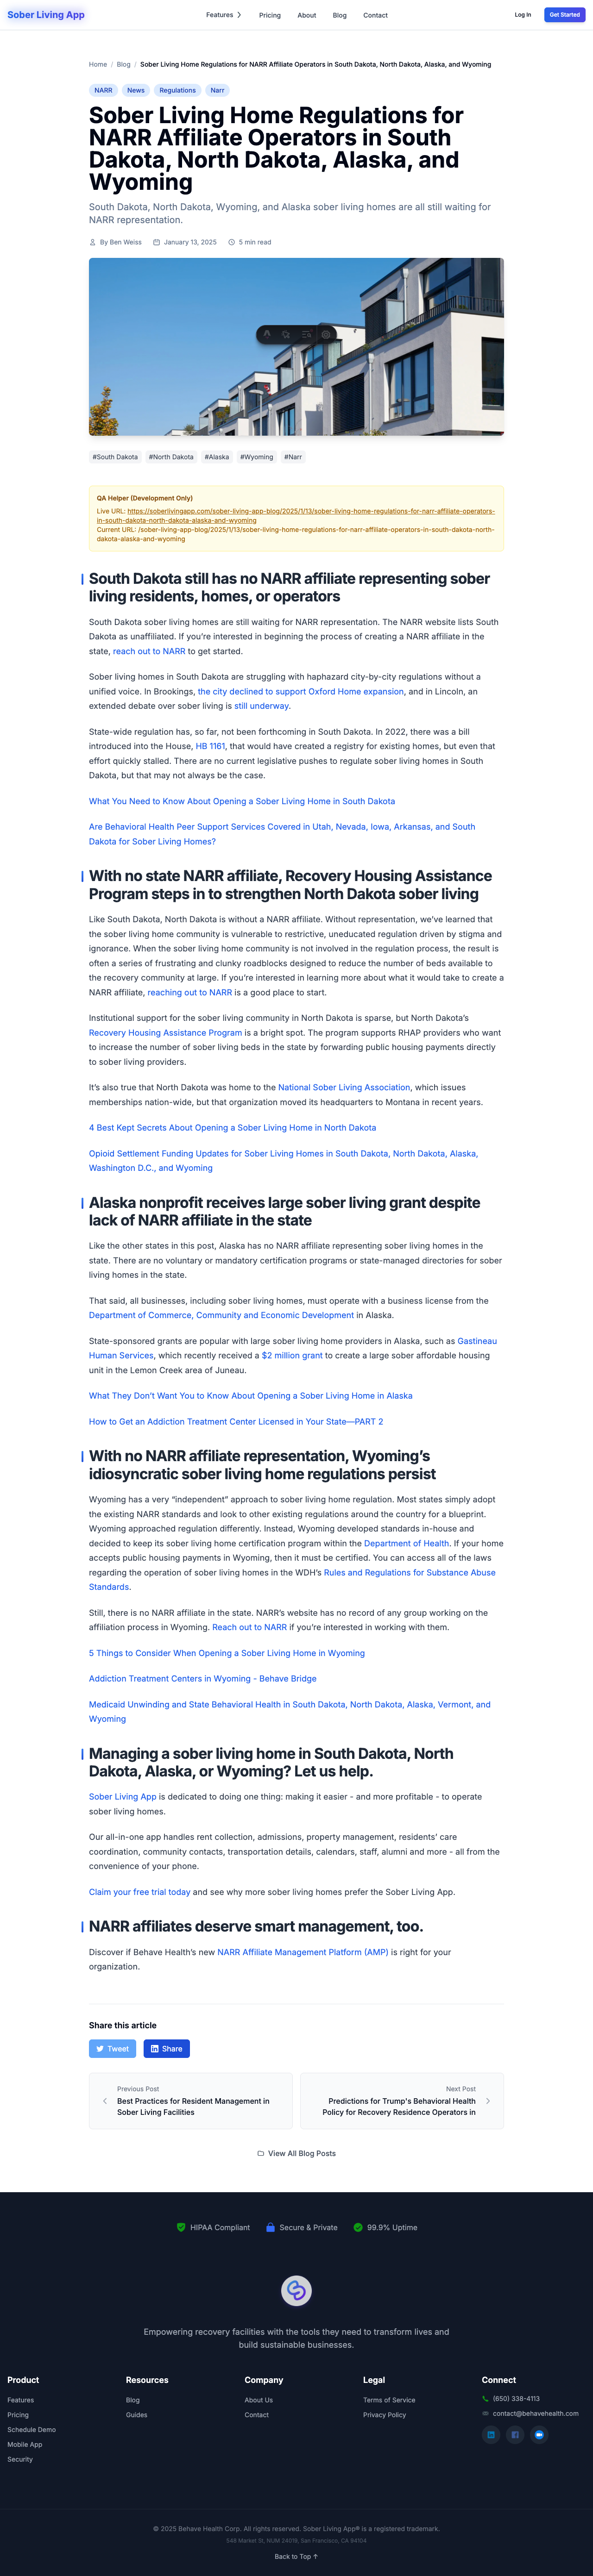 Sober Living App
Features
Pricing
About
Blog
Contact
Log In
Get Started
Home / Blog / Sober Living Home Regulations for NARR Affiliate Operators in South Dakota, North Dakota, Alaska, and Wyoming
NARR
News
Regulations
Narr
Sober Living Home Regulations for
NARR Affiliate Operators in South
Dakota, North Dakota, Alaska, and
Wyoming
South Dakota, North Dakota, Wyoming, and Alaska sober living homes are all still waiting for
NARR representation.
By Ben Weiss
January 13, 2025
5 min read
#South Dakota
#North Dakota
#Alaska
#Wyoming
#Narr
QA Helper (Development Only)
Live URL: https://soberlivingapp.com/sober-living-app-blog/2025/1/13/sober-living-home-regulations-for-narr-affiliate-operators-
in-south-dakota-north-dakota-alaska-and-wyoming
Current URL: /sober-living-app-blog/2025/1/13/sober-living-home-regulations-for-narr-affiliate-operators-in-south-dakota-north-
dakota-alaska-and-wyoming
South Dakota still has no NARR affiliate representing sober
living residents, homes, or operators
South Dakota sober living homes are still waiting for NARR representation. The NARR website lists South
Dakota as unaffiliated. If you’re interested in beginning the process of creating a NARR affiliate in the
state, reach out to NARR to get started.
Sober living homes in South Dakota are struggling with haphazard city-by-city regulations without a
unified voice. In Brookings, the city declined to support Oxford Home expansion, and in Lincoln, an
extended debate over sober living is still underway.
State-wide regulation has, so far, not been forthcoming in South Dakota. In 2022, there was a bill
introduced into the House, HB 1161, that would have created a registry for existing homes, but even that
effort quickly stalled. There are no current legislative pushes to regulate sober living homes in South
Dakota, but that may not always be the case.
What You Need to Know About Opening a Sober Living Home in South Dakota
Are Behavioral Health Peer Support Services Covered in Utah, Nevada, Iowa, Arkansas, and South
Dakota for Sober Living Homes?
With no state NARR affiliate, Recovery Housing Assistance
Program steps in to strengthen North Dakota sober living
Like South Dakota, North Dakota is without a NARR affiliate. Without representation, we’ve learned that
the sober living home community is vulnerable to restrictive, uneducated regulation driven by stigma and
ignorance. When the sober living home community is not involved in the regulation process, the result is
often a series of frustrating and clunky roadblocks designed to reduce the number of beds available to
the recovery community at large. If you’re interested in learning more about what it would take to create a
NARR affiliate, reaching out to NARR is a good place to start.
Institutional support for the sober living community in North Dakota is sparse, but North Dakota’s
Recovery Housing Assistance Program is a bright spot. The program supports RHAP providers who want
to increase the number of sober living beds in the state by forwarding public housing payments directly
to sober living providers.
It’s also true that North Dakota was home to the National Sober Living Association, which issues
memberships nation-wide, but that organization moved its headquarters to Montana in recent years.
4 Best Kept Secrets About Opening a Sober Living Home in North Dakota
Opioid Settlement Funding Updates for Sober Living Homes in South Dakota, North Dakota, Alaska,
Washington D.C., and Wyoming
Alaska nonprofit receives large sober living grant despite
lack of NARR affiliate in the state
Like the other states in this post, Alaska has no NARR affiliate representing sober living homes in the
state. There are no voluntary or mandatory certification programs or state-managed directories for sober
living homes in the state.
That said, all businesses, including sober living homes, must operate with a business license from the
Department of Commerce, Community and Economic Development in Alaska.
State-sponsored grants are popular with large sober living home providers in Alaska, such as Gastineau
Human Services, which recently received a $2 million grant to create a large sober affordable housing
unit in the Lemon Creek area of Juneau.
What They Don’t Want You to Know About Opening a Sober Living Home in Alaska
How to Get an Addiction Treatment Center Licensed in Your State—PART 2
With no NARR affiliate representation, Wyoming’s
idiosyncratic sober living home regulations persist
Wyoming has a very “independent” approach to sober living home regulation. Most states simply adopt
the existing NARR standards and look to other existing regulations around the country for a blueprint.
Wyoming approached regulation differently. Instead, Wyoming developed standards in-house and
decided to keep its sober living home certification program within the Department of Health. If your home
accepts public housing payments in Wyoming, then it must be certified. You can access all of the laws
regarding the operation of sober living homes in the WDH’s Rules and Regulations for Substance Abuse
Standards.
Still, there is no NARR affiliate in the state. NARR’s website has no record of any group working on the
affiliation process in Wyoming. Reach out to NARR if you’re interested in working with them.
5 Things to Consider When Opening a Sober Living Home in Wyoming
Addiction Treatment Centers in Wyoming - Behave Bridge
Medicaid Unwinding and State Behavioral Health in South Dakota, North Dakota, Alaska, Vermont, and
Wyoming
Managing a sober living home in South Dakota, North
Dakota, Alaska, or Wyoming? Let us help.
Sober Living App is dedicated to doing one thing: making it easier - and more profitable - to operate
sober living homes.
Our all-in-one app handles rent collection, admissions, property management, residents’ care
coordination, community contacts, transportation details, calendars, staff, alumni and more - all from the
convenience of your phone.
Claim your free trial today and see why more sober living homes prefer the Sober Living App.
NARR affiliates deserve smart management, too.
Discover if Behave Health’s new NARR Affiliate Management Platform (AMP) is right for your
organization.
Share this article
Tweet
Share
Previous Post
Best Practices for Resident Management in
Sober Living Facilities
Next Post
Predictions for Trump's Behavioral Health
Policy for Recovery Residence Operators in
View All Blog Posts
HIPAA Compliant
Secure & Private
99.9% Uptime
Empowering recovery facilities with the tools they need to transform lives and
build sustainable businesses.
Product
Features
Pricing
Schedule Demo
Mobile App
Security
Resources
Blog
Guides
Company
About Us
Contact
Legal
Terms of Service
Privacy Policy
Connect
(650) 338-4113
contact@behavehealth.com
© 2025 Behave Health Corp. All rights reserved. Sober Living App® is a registered trademark.
548 Market St, NUM 24019, San Francisco, CA 94104
Back to Top ↑